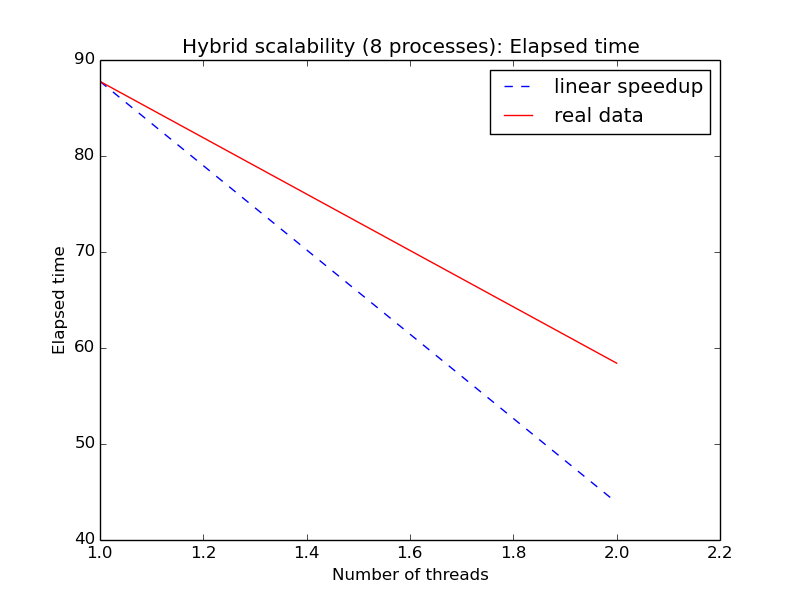 Hybrid scalability (8 processes): Elapsed time
linear speedup
real data
90
80
70
60
50
40
Elapsed time
1.0 1.2 1.4 1.6 1.8 2.0 2.2
Number of threads